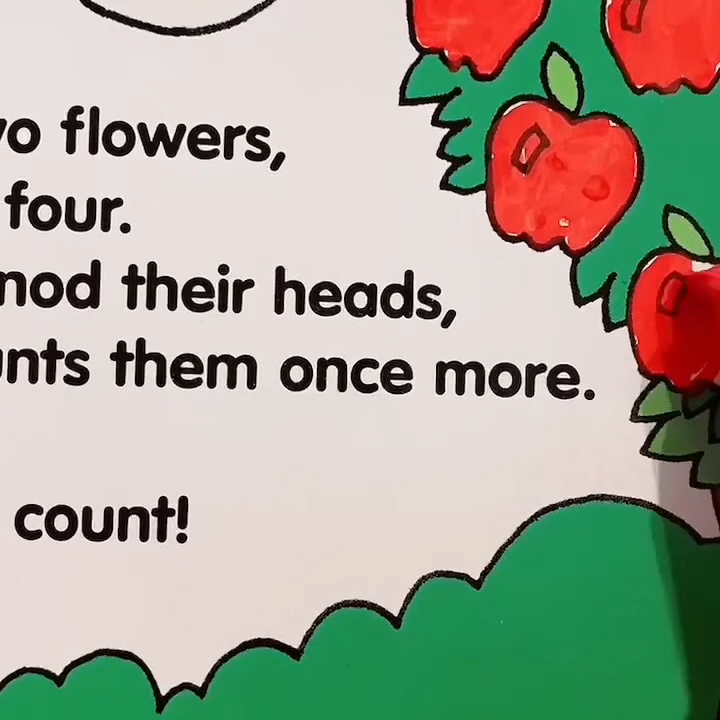 flowers,
four.
nod their heads,
them once more.
count!